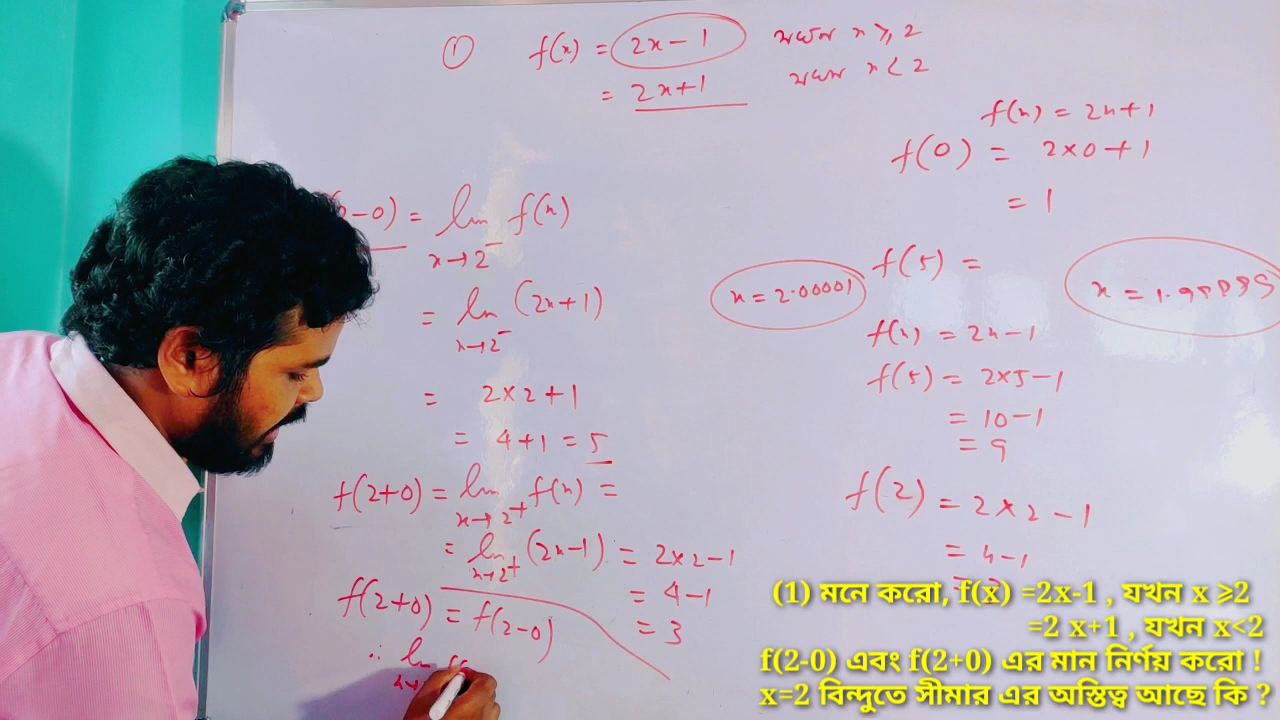 ① f(x) = 2x-1 যখন x ≥ 2
= 2x+1 যখন x < 2
2-0) = lim f(x)
x→2⁻
= lim (2x+1)
x→2⁻
= 2×2+1
= 4+1 = 5
f(2+0) = lim f(x) =
x→2⁺
= lim (2x-1) = 2×2-1
x→2⁺
= 4-1
= 3
f(2+0) = f(2-0)
∴ lim
f(x) = 2x+1
f(0) = 2×0+1
= 1
f(5) =
x = 2.00001
f(x) = 2x-1
f(5) = 2×5-1
= 10-1
= 9
f(2) = 2×2-1
= 4-1
(1) মনে করো, f(x) =2x-1 , যখন x ⩾2
=2 x+1 , যখন x<2
f(2-0) এবং f(2+0) এর মান নির্ণয় করো !
x=2 বিন্দুতে সীমার এর অস্তিত্ব আছে কি ?